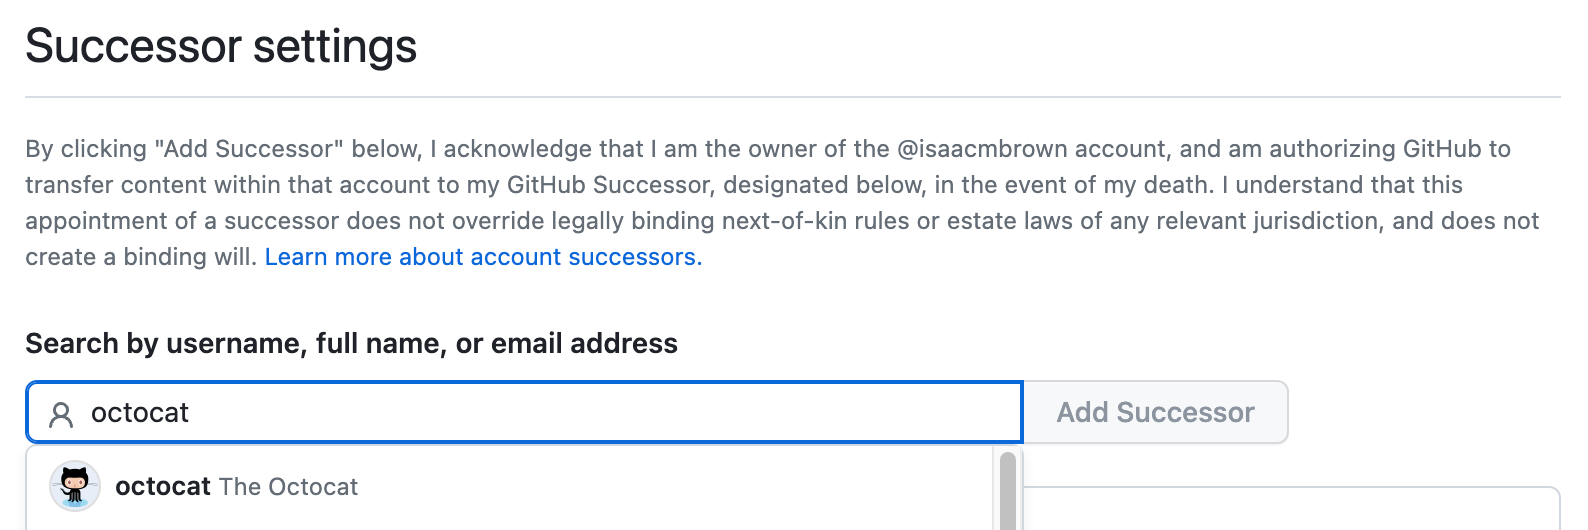 Successor settings
By clicking "Add Successor" below, I acknowledge that I am the owner of the @isaacmbrown account, and am authorizing GitHub to
transfer content within that account to my GitHub Successor, designated below, in the event of my death. I understand that this
appointment of a successor does not override legally binding next-of-kin rules or estate laws of any relevant jurisdiction, and does not
create a binding will. Learn more about account successors.
Search by username, full name, or email address
octocat Add Successor
octocat The Octocat